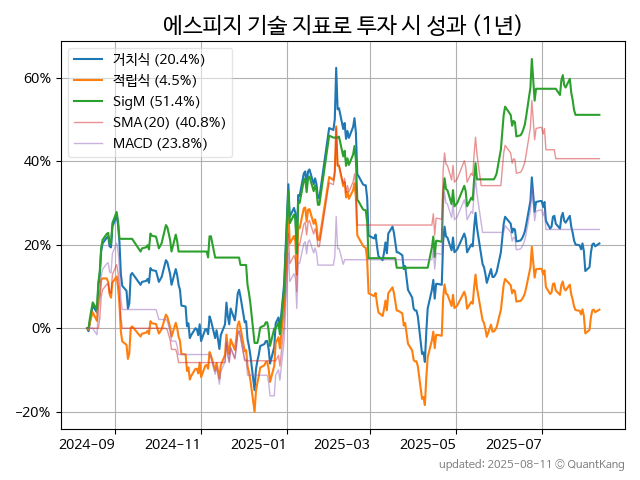 에스피지 기술 지표로 투자 시 성과 (1년)
거치식 (20.4%)
적립식 (4.5%)
SigM (51.4%)
SMA(20) (40.8%)
MACD (23.8%)
60%
40%
20%
0%
−20%
2024-09
2024-11
2025-01
2025-03
2025-05
2025-07
updated: 2025-08-11 © QuantKang